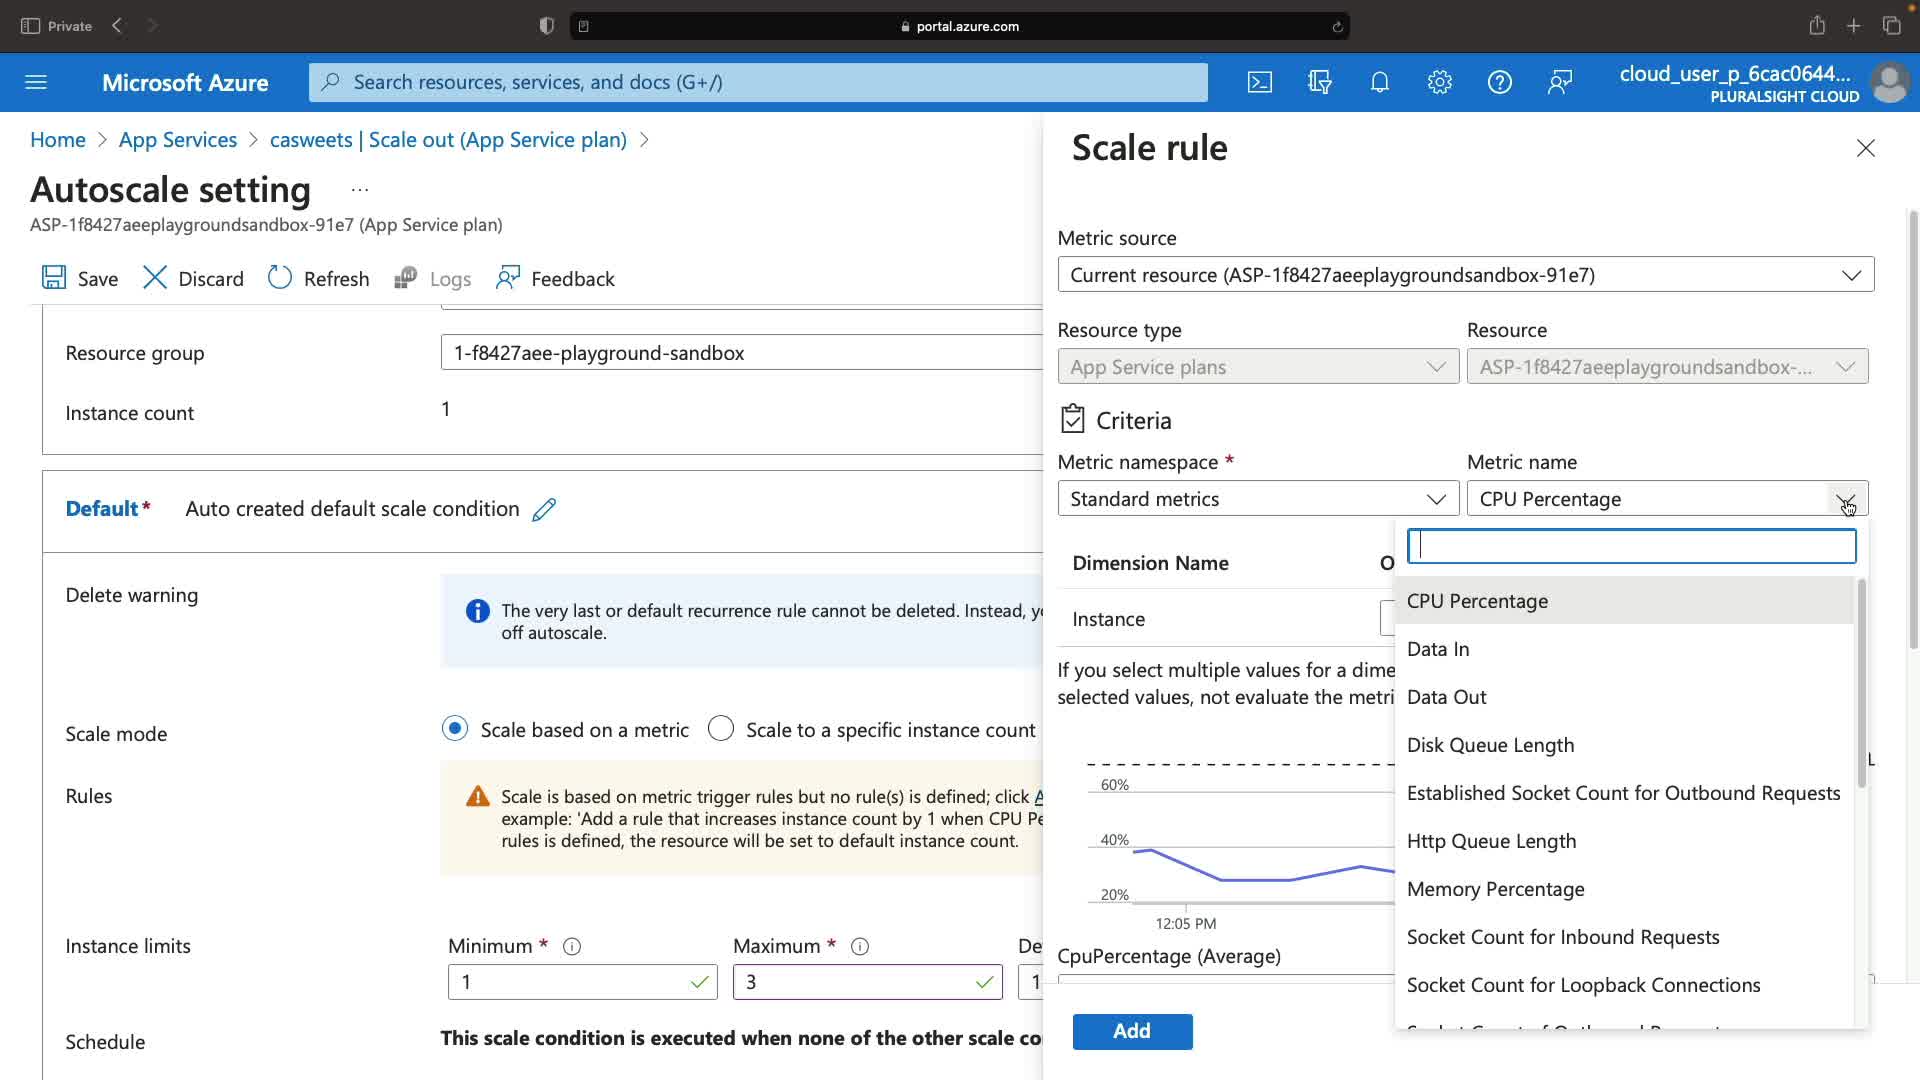 Private
portal.azure.com
Microsoft Azure
Search resources, services, and docs (G+/)
cloud_user_p_6cac0644...
PLURALSIGHT CLOUD
Home > App Services > casweets | Scale out (App Service plan) >
Autoscale setting ...
ASP-1f8427aeeplaygroundsandbox-91e7 (App Service plan)
Save Discard Refresh Logs Feedback
Resource group 1-f8427aee-playground-sandbox
Instance count 1
Default* Auto created default scale condition
Delete warning
The very last or default recurrence rule cannot be deleted. Instead, y
off autoscale.
Scale mode Scale based on a metric Scale to a specific instance count
Rules
Scale is based on metric trigger rules but no rule(s) is defined; click A
example: 'Add a rule that increases instance count by 1 when CPU Pe
rules is defined, the resource will be set to default instance count.
Instance limits Minimum * Maximum * De
1 3 1
Schedule This scale condition is executed when none of the other scale co
Scale rule
Metric source
Current resource (ASP-1f8427aeeplaygroundsandbox-91e7)
Resource type Resource
App Service plans ASP-1f8427aeeplaygroundsandbox-...
Criteria
Metric namespace * Metric name
Standard metrics CPU Percentage
Dimension Name O
Instance
If you select multiple values for a dime
selected values, not evaluate the metri
60%
40%
20%
12:05 PM
CpuPercentage (Average)
CPU Percentage
Data In
Data Out
Disk Queue Length
Established Socket Count for Outbound Requests
Http Queue Length
Memory Percentage
Socket Count for Inbound Requests
Socket Count for Loopback Connections
Add